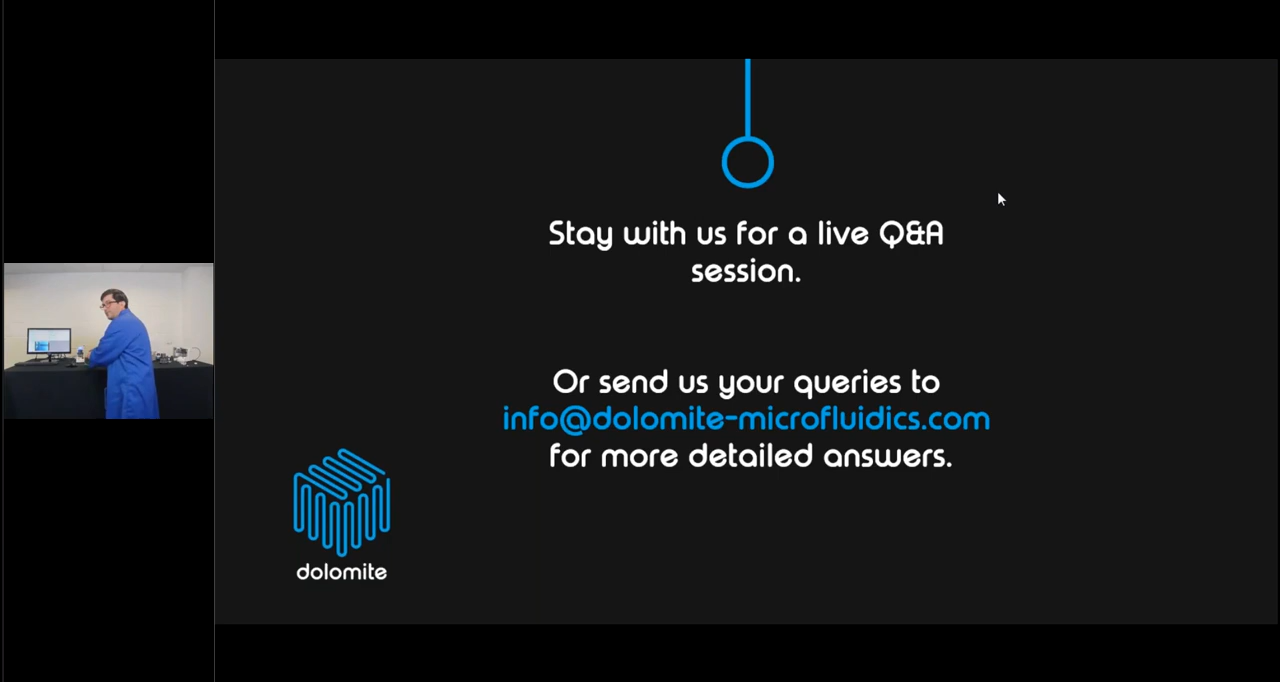 Stay with us for a live Q&A
session.
Or send us your queries to
info@dolomite-microfluidics.com
for more detailed answers.
dolomite